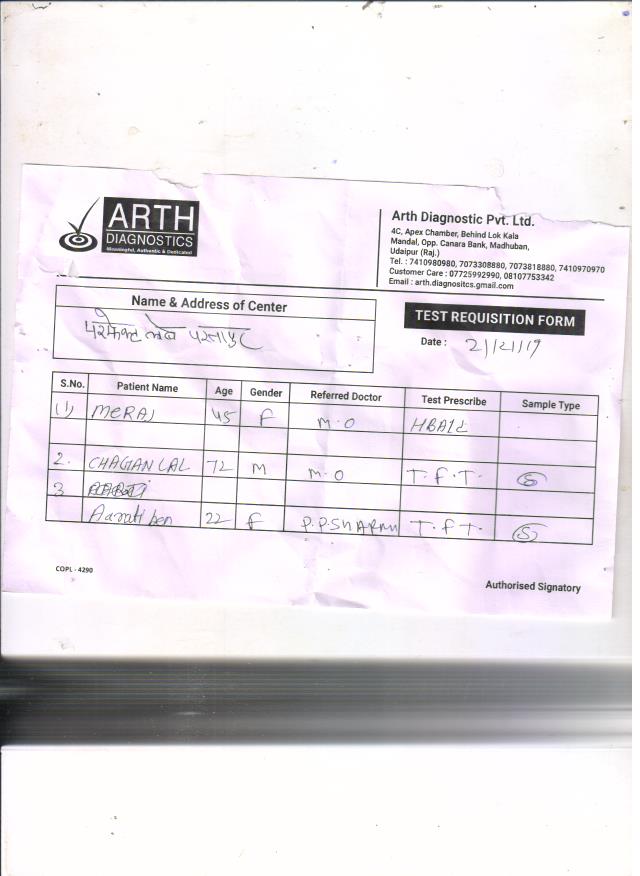 ARTH
DIAGNOSTICS
Meaningful, Authentic & Dedicated
Arth Diagnostic Pvt. Ltd.
4C, Apex Chamber, Behind Lok Kala
Mandal, Opp. Canara Bank, Madhuban,
Udaipur (Raj.)
Tel. : 7410980980, 7073308880, 7073818880, 7410970970
Customer Care : 07725992990, 08107753342
Email : arth.diagnositcs.gmail.com
Name & Address of Center
TEST REQUISITION FORM
Date :
S.No. Patient Name Age Gender Referred Doctor Test Prescribe Sample Type
(1) MERAJ 45 F M.O HBA1c
2. CHAGAN LAL 72 M M.O T.F.T. S
3
Aarati ben 22 F P.P.SHARMA T.F.T. S
COPL - 4290
Authorised Signatory